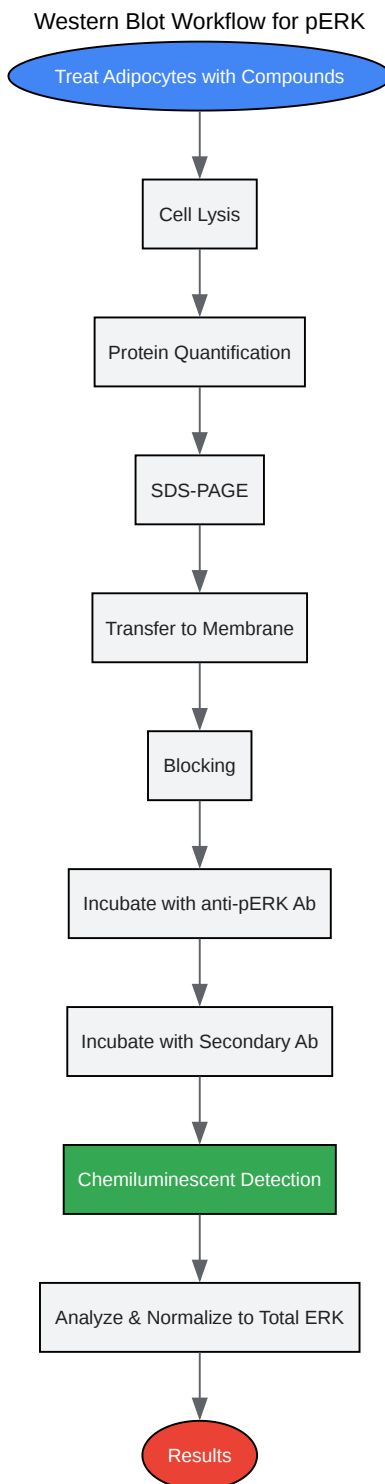 Western Blot Workflow for pERK
Treat Adipocytes with Compounds
Cell Lysis
Protein Quantification
SDS-PAGE
Transfer to Membrane
Blocking
Incubate with anti-pERK Ab
Incubate with Secondary Ab
Chemiluminescent Detection
Analyze & Normalize to Total ERK
Results